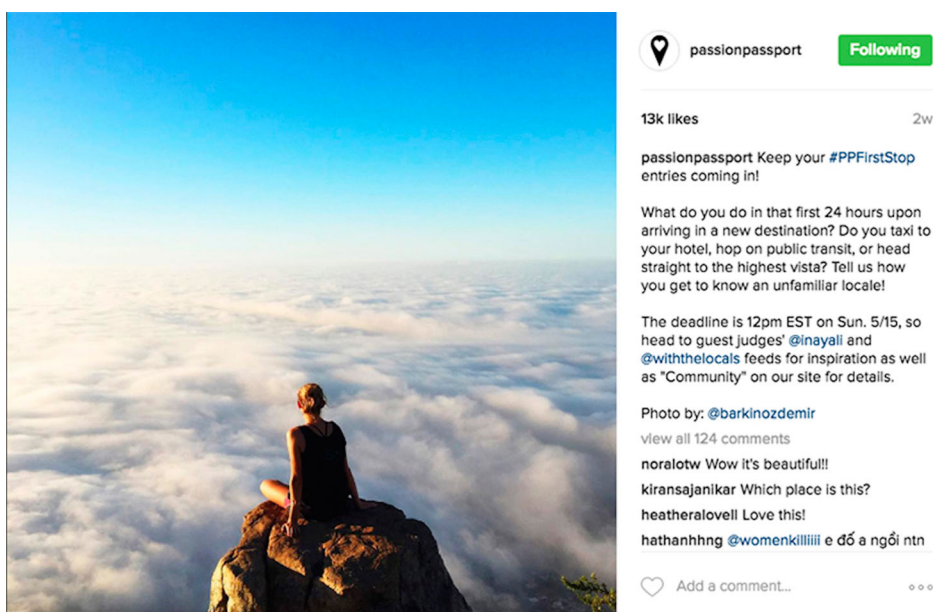 passionpassport
Following
13k likes
2w
passionpassport Keep your #PPFirstStop
entries coming in!
What do you do in that first 24 hours upon
arriving in a new destination? Do you taxi to
your hotel, hop on public transit, or head
straight to the highest vista? Tell us how
you get to know an unfamiliar locale!
The deadline is 12pm EST on Sun. 5/15, so
head to guest judges' @inayali and
@withthelocals feeds for inspiration as well
as "Community" on our site for details.
Photo by: @barkinozdemir
view all 124 comments
noralotw Wow it's beautiful!!
kiransajanikar Which place is this?
heatheralovell Love this!
hathanhhng @womenkilliiii e đố a ngồi ntn
Add a comment...